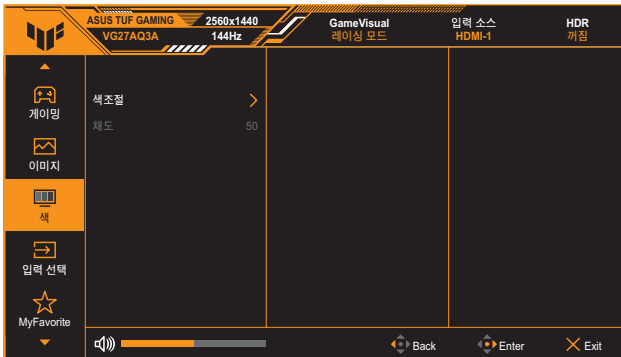 ASUS TUF GAMING 2560x1440 GameVisual 입력 소스 HDR
VG27AQ3A 144Hz 레이싱 모드 HDMI-1 꺼짐
게이밍
색조절
채도 50
이미지
색
입력 선택
MyFavorite
Back Enter Exit